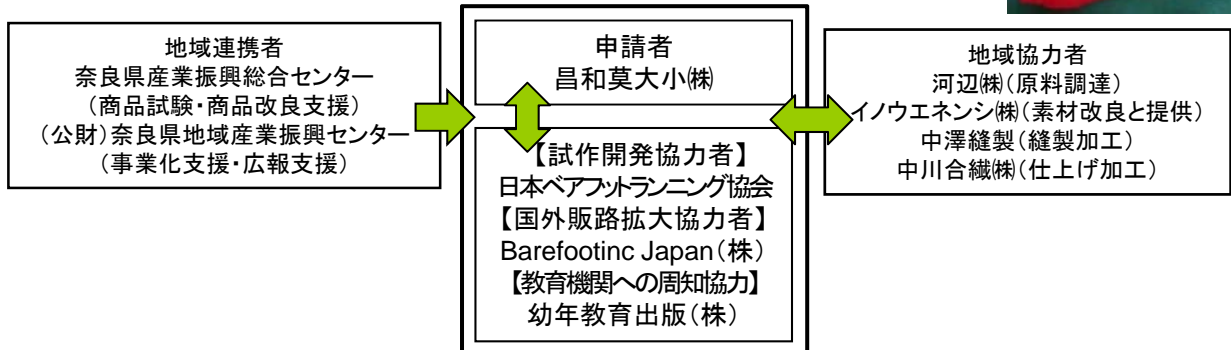 地域連携者
奈良県産業振興総合センター
(商品試験・商品改良支援)
(公財)奈良県地域産業振興センター
(事業化支援・広報支援)
申請者
昌和莫大小㈱
【試作開発協力者】
日本ベアフットランニング協会
【国外販路拡大協力者】
Barefootinc Japan(株)
【教育機関への周知協力】
幼年教育出版(株)
地域協力者
河辺㈱(原料調達)
イノウエネンシ㈱(素材改良と提供)
中澤縫製(縫製加工)
中川合繊㈱(仕上げ加工)